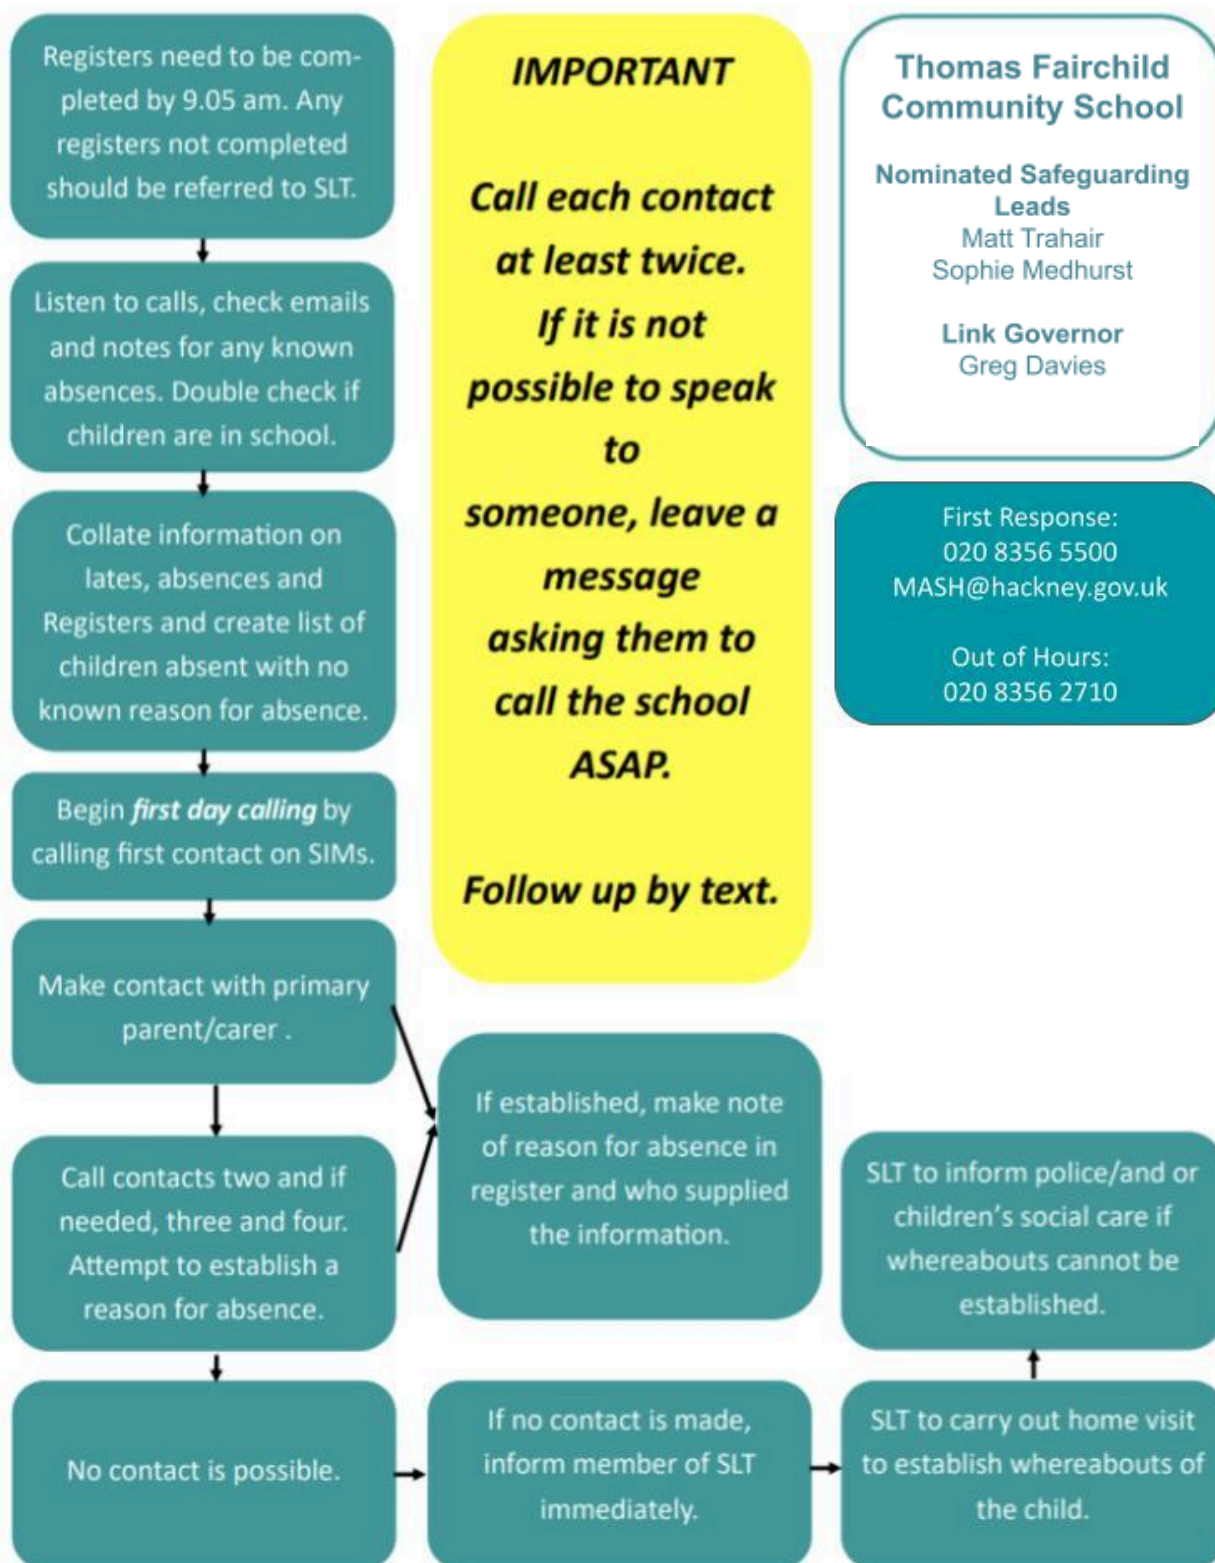 Registers need to be com-
pleted by 9.05 am. Any
registers not completed
should be referred to SLT.
Listen to calls, check emails
and notes for any known
absences. Double check if
children are in school.
Collate information on
lates, absences and
Registers and create list of
children absent with no
known reason for absence.
Begin first day calling by
calling first contact on SIMs.
Make contact with primary
parent/carer .
Call contacts two and if
needed, three and four.
Attempt to establish a
reason for absence.
No contact is possible.
IMPORTANT
Call each contact
at least twice.
If it is not
possible to speak
to
someone, leave a
message
asking them to
call the school
ASAP.
Follow up by text.
If established, make note
of reason for absence in
register and who supplied
the information.
If no contact is made,
inform member of SLT
immediately.
SLT to carry out home visit
to establish whereabouts of
the child.
SLT to inform police/and or
children’s social care if
whereabouts cannot be
established.
Thomas Fairchild
Community School
Nominated Safeguarding
Leads
Matt Trahair
Sophie Medhurst
Link Governor
Greg Davies
First Response:
020 8356 5500
MASH@hackney.gov.uk
Out of Hours:
020 8356 2710